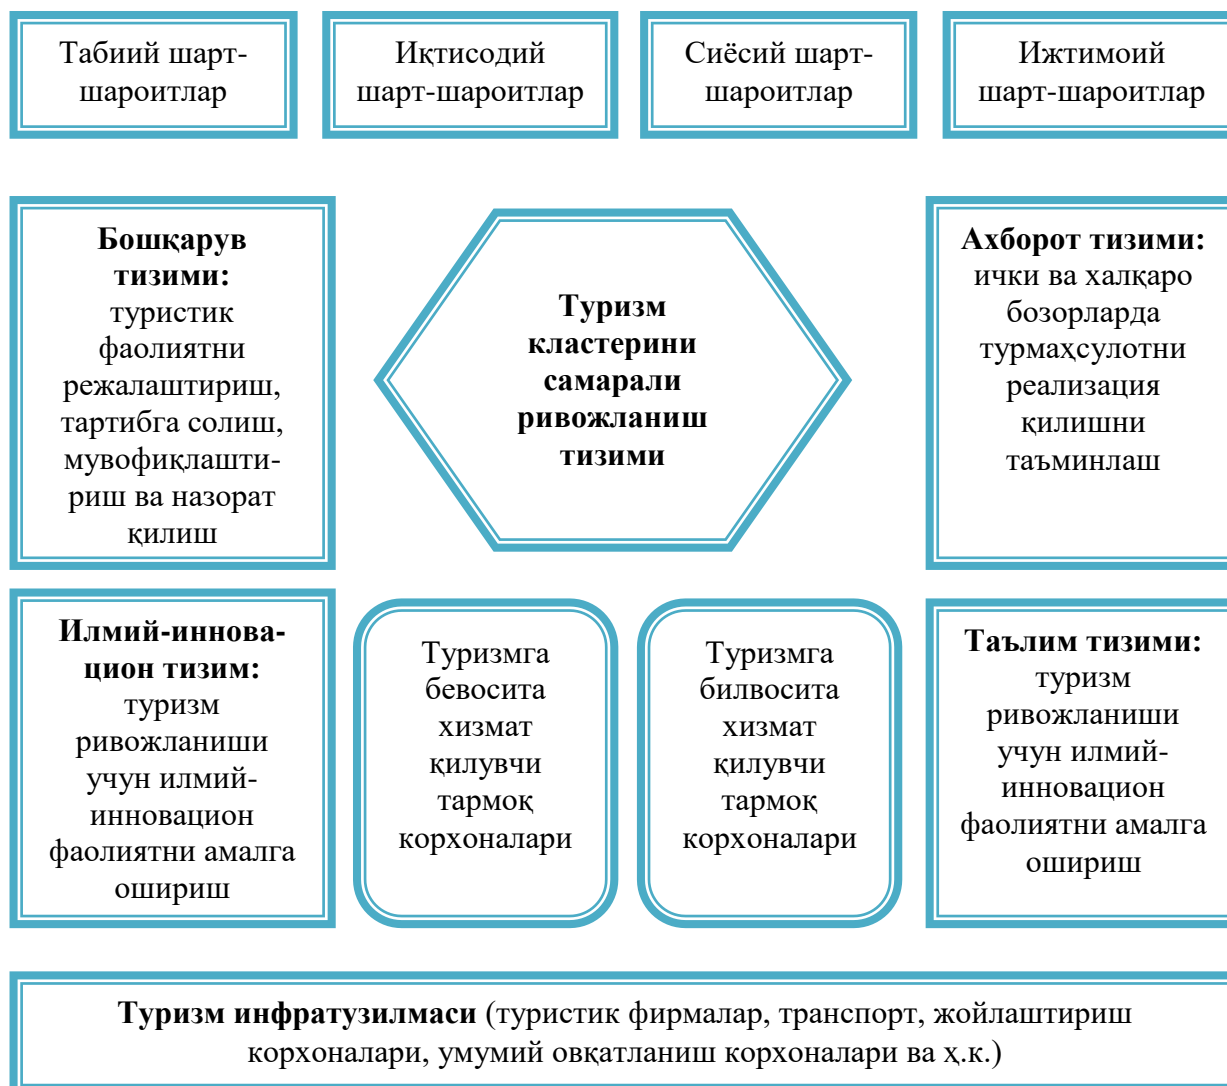 Табиий шарт-
шароитлар
Иқтисодий
шарт-шароитлар
Сиёсий шарт-
шароитлар
Ижтимоий
шарт-шароитлар
Бошқарув
тизими:
туристик
фаолиятни
режалаштириш,
тартибга солиш,
мувофиқлашти-
риш ва назорат
қилиш
Туризм
кластерини
самарали
ривожланиш
тизими
Ахборот тизими:
ички ва халқаро
бозорларда
турмаҳсулотни
реализация
қилишни
таъминлаш
Илмий-иннова-
цион тизим:
туризм
ривожланиши
учун илмий-
инновацион
фаолиятни амалга
ошириш
Туризмга
бевосита
хизмат
қилувчи
тармоқ
корхоналари
Туризмга
билвосита
хизмат
қилувчи
тармоқ
корхоналари
Таълим тизими:
туризм
ривожланиши
учун илмий-
инновацион
фаолиятни амалга
ошириш
Туризм инфратузилмаси (туристик фирмалар, транспорт, жойлаштириш
корхоналари, умумий овқатланиш корхоналари ва ҳ.к.)